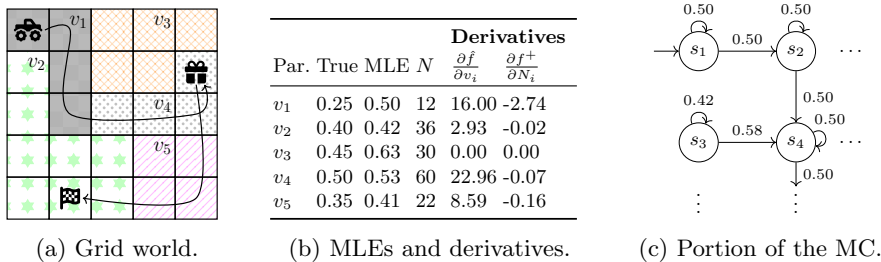 v₁
v₂
v₃
v₄
v₅
(a) Grid world.
Derivatives
Par. True MLE N ∂f̂/∂vᵢ ∂f⁺/∂Nᵢ
v₁ 0.25 0.50 12 16.00 -2.74
v₂ 0.40 0.42 36 2.93 -0.02
v₃ 0.45 0.63 30 0.00 0.00
v₄ 0.50 0.53 60 22.96 -0.07
v₅ 0.35 0.41 22 8.59 -0.16
(b) MLEs and derivatives.
0.50 0.50
s₁ 0.50 s₂ ···
0.42 0.50 0.50
s₃ 0.58 s₄ ···
0.50
⋮ ⋮
(c) Portion of the MC.